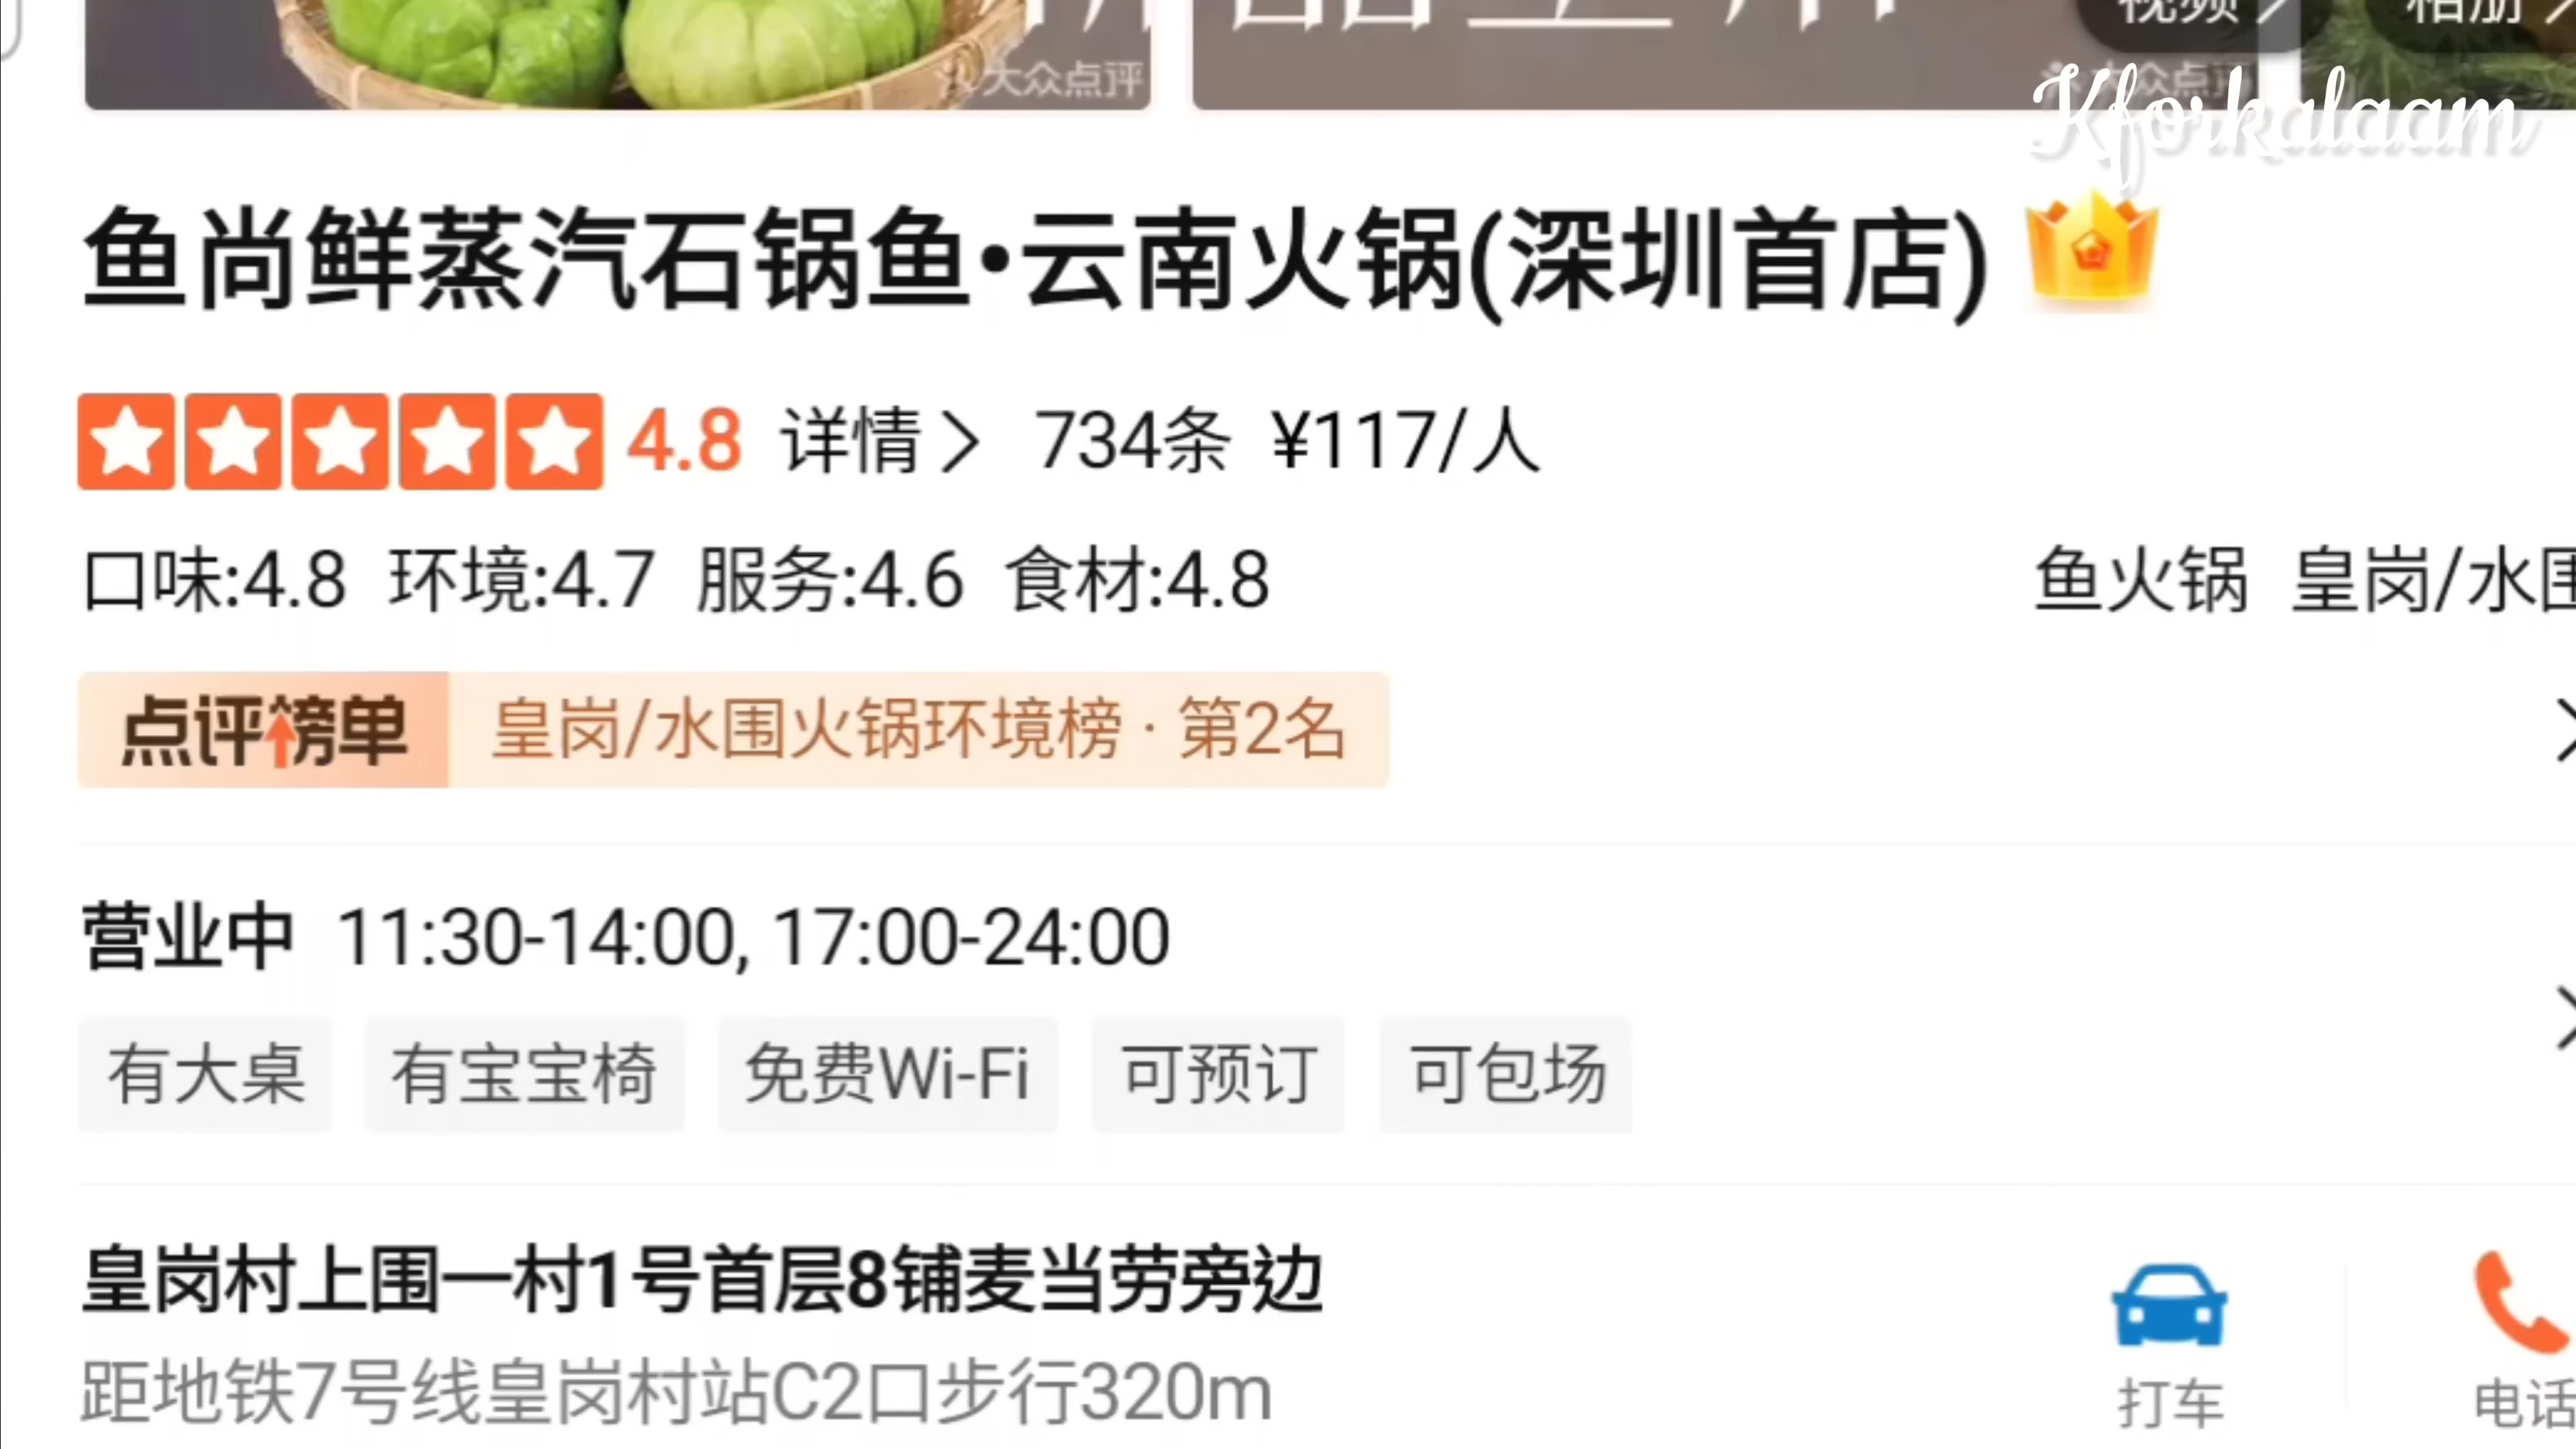 大众点评
Kforkalaam
鱼尚鲜蒸汽石锅鱼•云南火锅(深圳首店)
4.8 详情 734条 ¥117/人
口味:4.8 环境:4.7 服务:4.6 食材:4.8 鱼火锅 皇岗/水围
点评榜单 皇岗/水围火锅环境榜 · 第2名
营业中 11:30-14:00, 17:00-24:00
有大桌 有宝宝椅 免费Wi-Fi 可预订 可包场
皇岗村上围一村1号首层8铺麦当劳旁边
距地铁7号线皇岗村站C2口步行320m
打车 电话